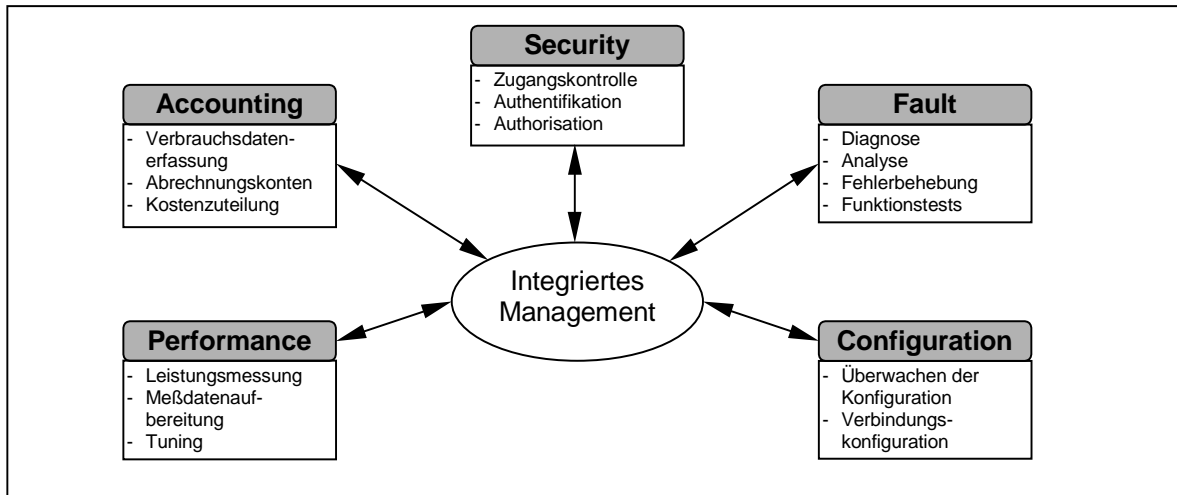 Security
- Zugangskontrolle
- Authentifikation
- Authorisation
Accounting
- Verbrauchsdaten-
erfassung
- Abrechnungskonten
- Kostenzuteilung
Fault
- Diagnose
- Analyse
- Fehlerbehebung
- Funktionstests
Integriertes
Management
Performance
- Leistungsmessung
- Meßdatenauf-
bereitung
- Tuning
Configuration
- Überwachen der
Konfiguration
- Verbindungs-
konfiguration